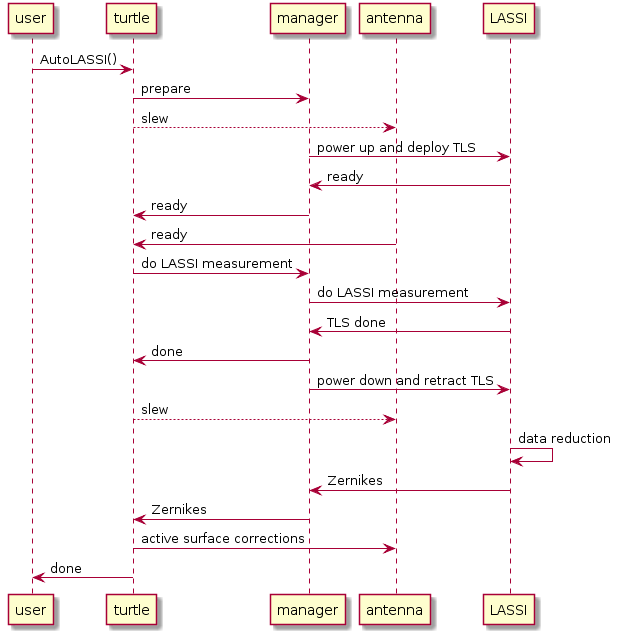 user turtle manager antenna LASSI
AutoLASSI()
prepare
slew
power up and deploy TLS
ready
ready
ready
do LASSI measurement
do LASSI measurement
TLS done
done
power down and retract TLS
slew
data reduction
Zernikes
Zernikes
active surface corrections
done
user turtle manager antenna LASSI